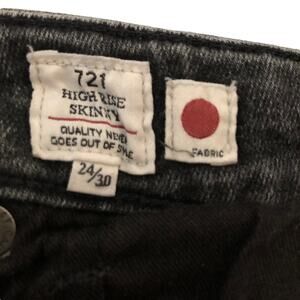 721
HIGH RISE
SKINNY
QUALITY NEVER
GOES OUT OF STYLE
24/30
FABRIC